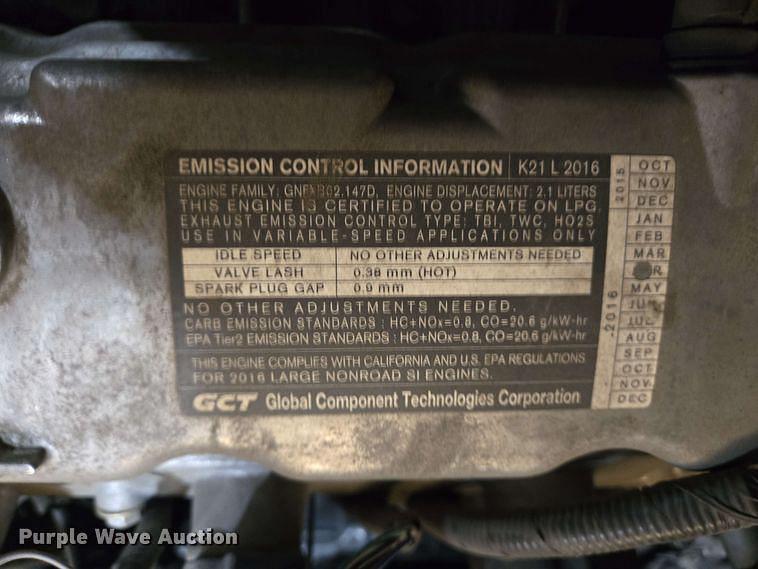 EMISSION CONTROL INFORMATION K21 L 2016
ENGINE FAMILY: ENGINE DISPLACEMENT: 2.1 LITERS
THIS ENGINE IS CERTIFIED TO OPERATE ON LPG.
EXHAUST EMISSION CONTROL TYPE: TBI, TWC, HO2S
USE IN VARIABLE-SPEED APPLICATIONS ONLY
IDLE SPEED NO OTHER ADJUSTMENTS NEEDED
VALVE LASH 0.38 mm (HOT)
SPARK PLUG GAP 0.9 mm
NO OTHER ADJUSTMENTS NEEDED.
CARB EMISSION STANDARDS : HC+NOx=0.8, CO=20.6 g/kW-hr
EPA Tier2 EMISSION STANDARDS : HC+NOx=0.8, CO=20.6 g/kW-hr
THIS ENGINE COMPLIES WITH CALIFORNIA AND U.S. EPA REGULATIONS
FOR 2016 LARGE NONROAD SI ENGINES.
GCT Global Component Technologies Corporation
2015
OCT
NOV
DEC
2016
JAN
FEB
MAR
MAY
JUN
JUL
AUG
SEP
OCT
NOV
DEC
Purple Wave Auction